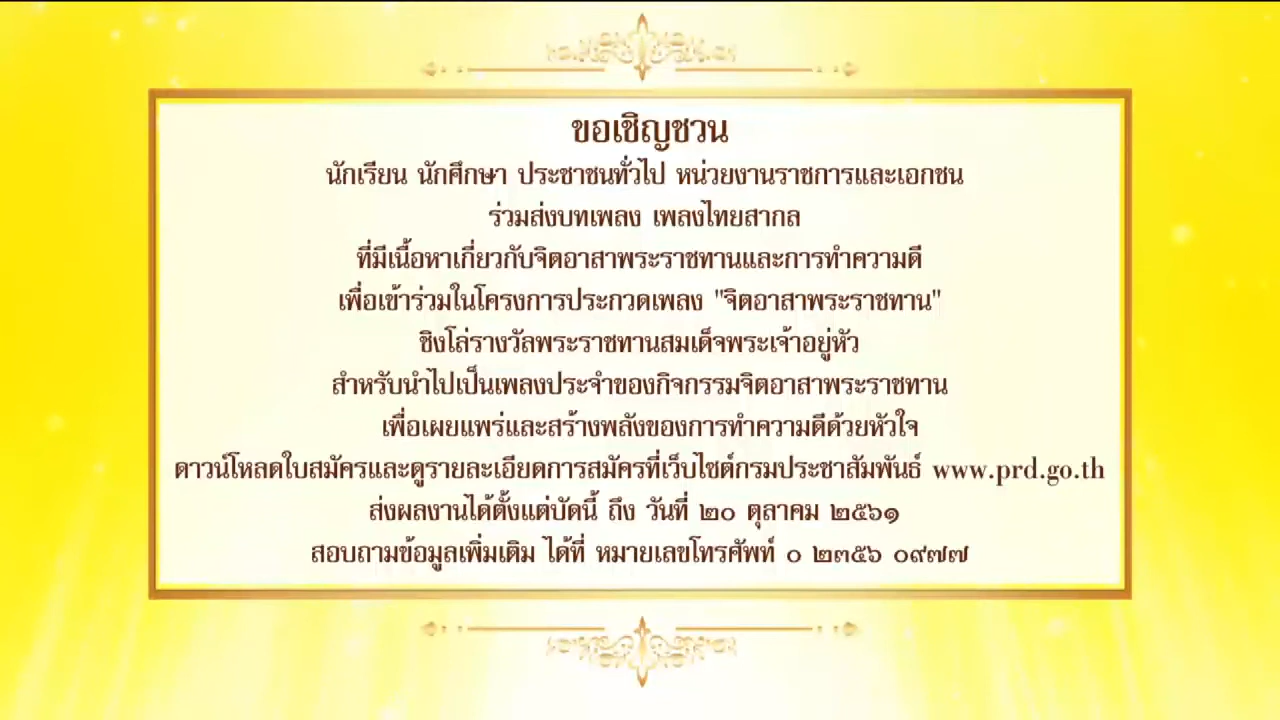 ขอเชิญชวน
นักเรียน นักศึกษา ประชาชนทั่วไป หน่วยงานราชการและเอกชน
ร่วมส่งบทเพลง เพลงไทยสากล
ที่มีเนื้อหาเกี่ยวกับจิตอาสาพระราชทานและการทำความดี
เพื่อเข้าร่วมในโครงการประกวดเพลง "จิตอาสาพระราชทาน"
ชิงโล่รางวัลพระราชทานสมเด็จพระเจ้าอยู่หัว
สำหรับนำไปเป็นเพลงประจำของกิจกรรมจิตอาสาพระราชทาน
เพื่อเผยแพร่และสร้างพลังของการทำความดีด้วยหัวใจ
ดาวน์โหลดใบสมัครและดูรายละเอียดการสมัครที่เว็บไซต์กรมประชาสัมพันธ์ www.prd.go.th
ส่งผลงานได้ตั้งแต่บัดนี้ ถึง วันที่ ๒๐ ตุลาคม ๒๕๖๑
สอบถามข้อมูลเพิ่มเติม ได้ที่ หมายเลขโทรศัพท์ ๐ ๒๓๕๖ ๐๙๗๗